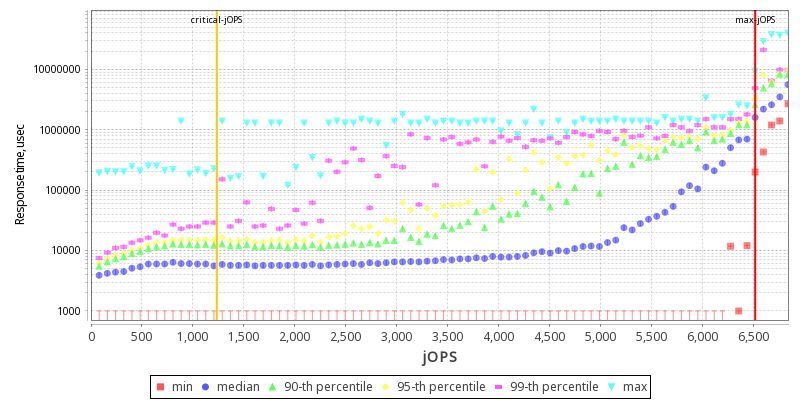 critical-jOPS max-jOPS
Response time, usec
10000000
1000000
100000
10000
1000
0 500 1,000 1,500 2,000 2,500 3,000 3,500 4,000 4,500 5,000 5,500 6,000 6,500
jOPS
min median 90-th percentile 95-th percentile 99-th percentile max